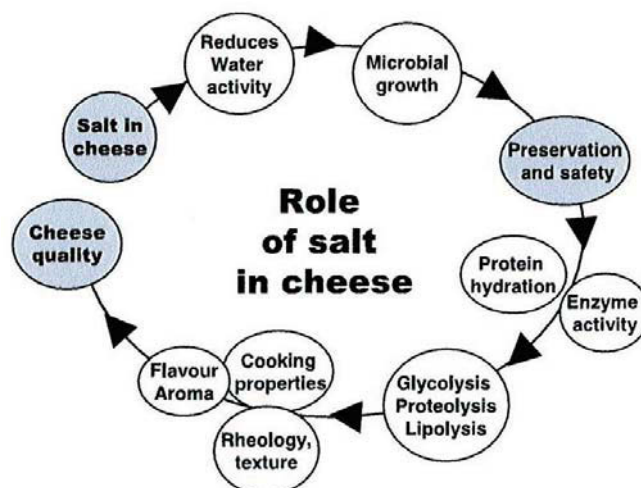 Reduces
Water
activity
Microbial
growth
Salt in
cheese
Preservation
and safety
Role
of salt
in cheese
Cheese
quality
Protein
hydration
Enzyme
activity
Glycolysis
Proteolysis
Lipolysis
Cooking
properties
Flavour
Aroma
Rheology,
texture